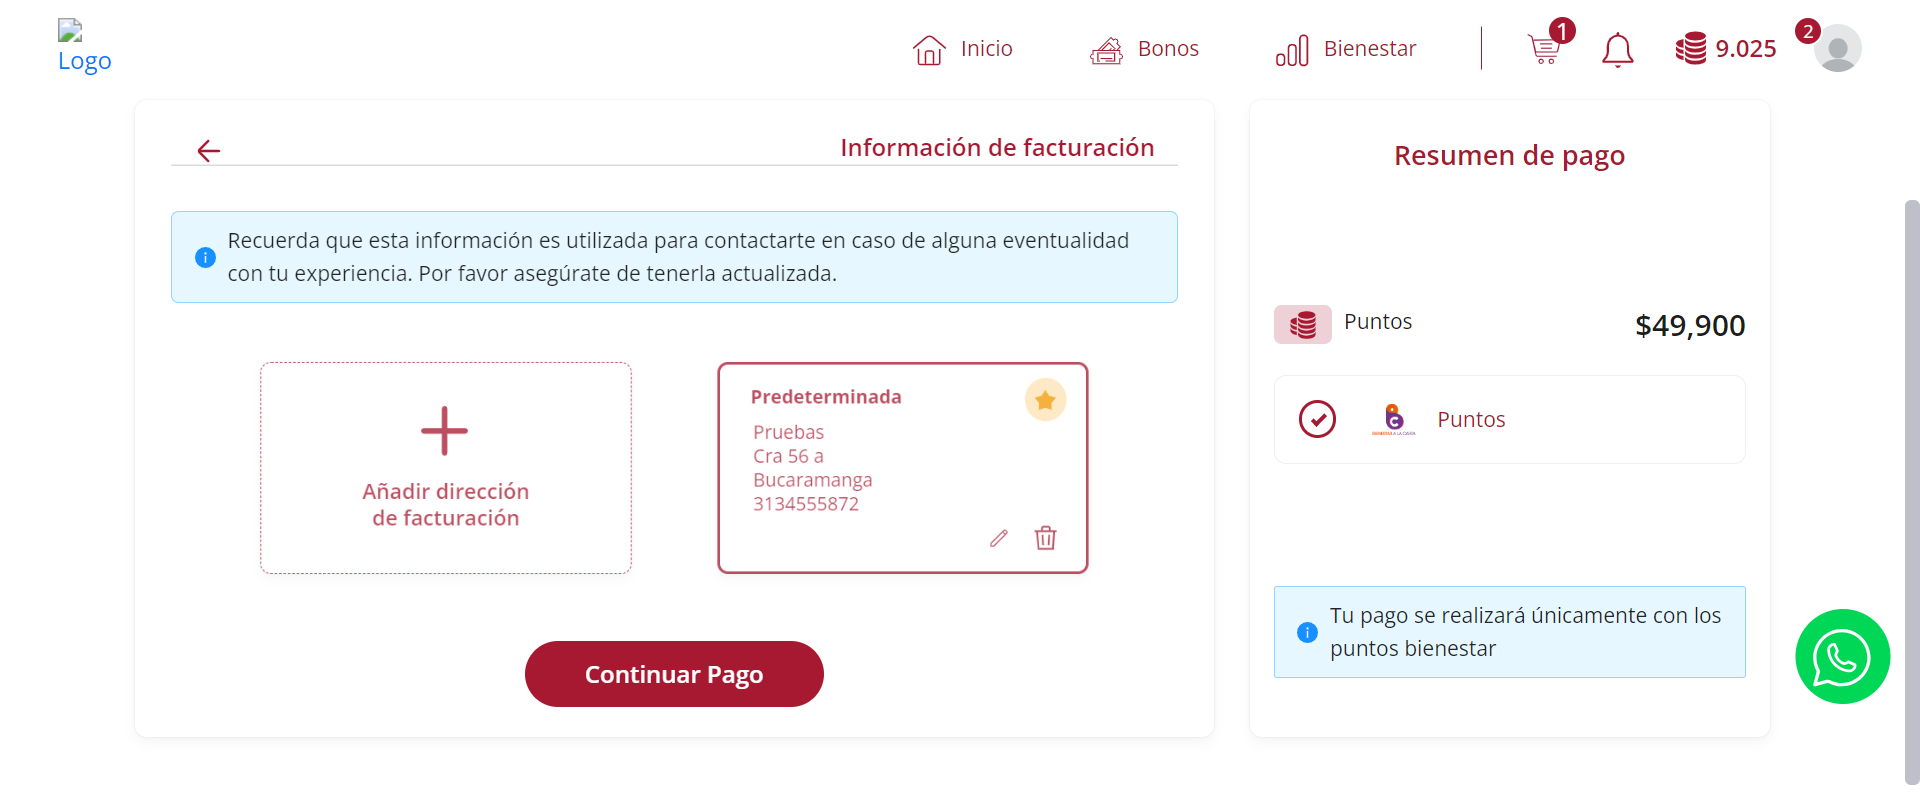 Logo
Inicio
Bonos
Bienestar
1
9.025
2
Información de facturación
Recuerda que esta información es utilizada para contactarte en caso de alguna eventualidad
con tu experiencia. Por favor asegúrate de tenerla actualizada.
Añadir dirección
de facturación
Predeterminada
Pruebas
Cra 56 a
Bucaramanga
3134555872
Continuar Pago
Resumen de pago
Puntos
$49,900
BIENESTAR A LA CARTA
Puntos
Tu pago se realizará únicamente con los
puntos bienestar